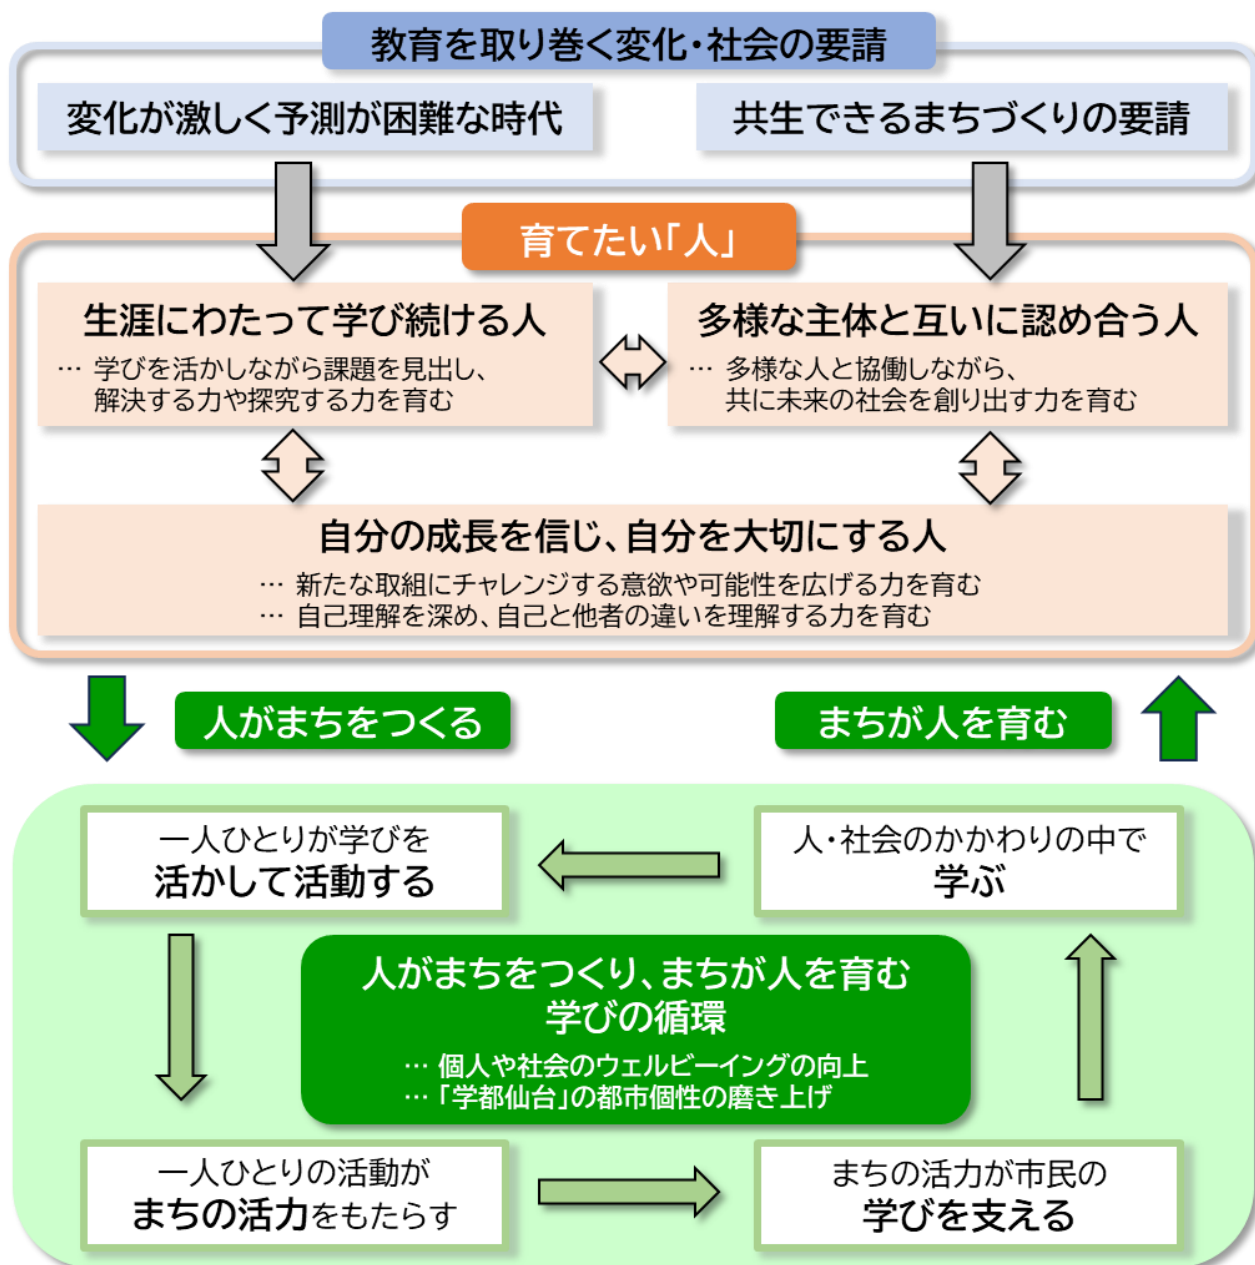 教育を取り巻く変化・社会の要請
変化が激しく予測が困難な時代
共生できるまちづくりの要請
育てたい「人」
生涯にわたって学び続ける人
… 学びを活かしながら課題を見出し、
解決する力や探究する力を育む
多様な主体と互いに認め合う人
… 多様な人と協働しながら、
共に未来の社会を創り出す力を育む
自分の成長を信じ、自分を大切にする人
… 新たな取組にチャレンジする意欲や可能性を広げる力を育む
… 自己理解を深め、自己と他者の違いを理解する力を育む
人がまちをつくる
まちが人を育む
一人ひとりが学びを
活かして活動する
人・社会のかかわりの中で
学ぶ
人がまちをつくり、まちが人を育む
学びの循環
… 個人や社会のウェルビーイングの向上
… 「学都仙台」の都市個性の磨き上げ
一人ひとりの活動が
まちの活力をもたらす
まちの活力が市民の
学びを支える